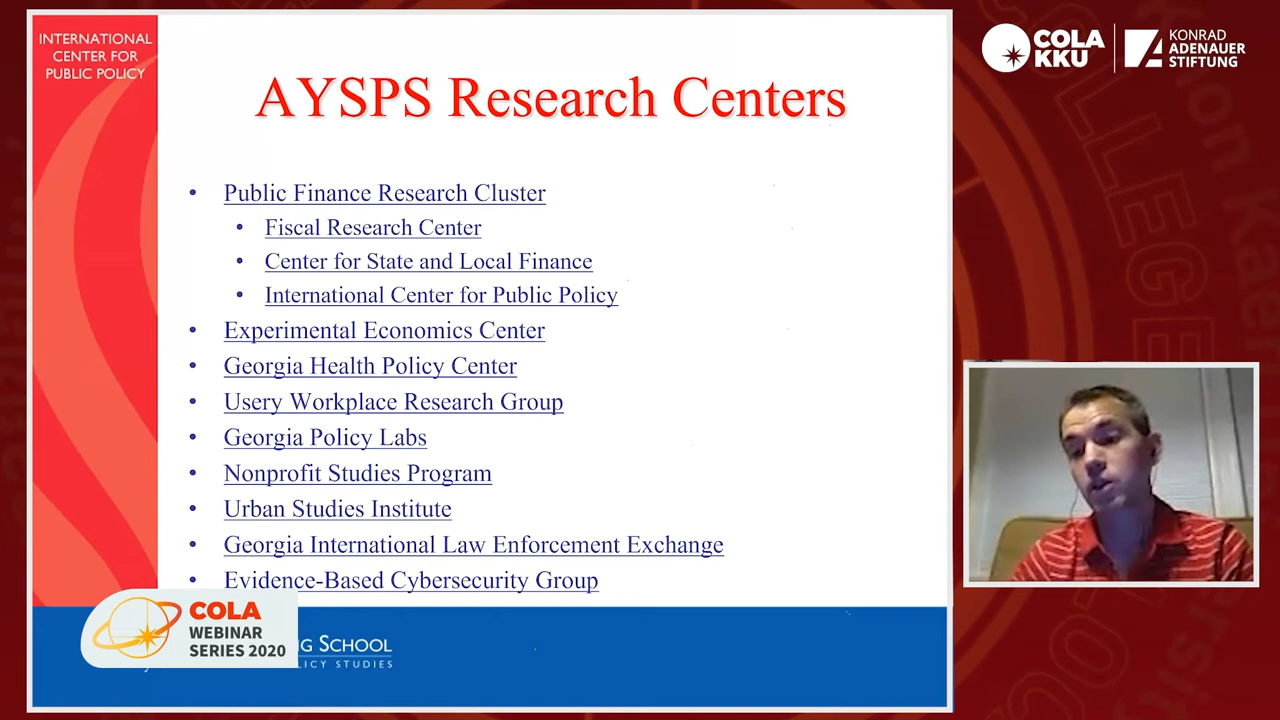 INTERNATIONAL
CENTER FOR
PUBLIC POLICY
AYSPS Research Centers
• Public Finance Research Cluster
• Fiscal Research Center
• Center for State and Local Finance
• International Center for Public Policy
• Experimental Economics Center
• Georgia Health Policy Center
• Usery Workplace Research Group
• Georgia Policy Labs
• Nonprofit Studies Program
• Urban Studies Institute
• Georgia International Law Enforcement Exchange
• Evidence-Based Cybersecurity Group
COLA
WEBINAR
SERIES 2020
NG SCHOOL
LICY STUDIES
COLA
KKU
KONRAD
ADENAUER
STIFTUNG
COLLEGE